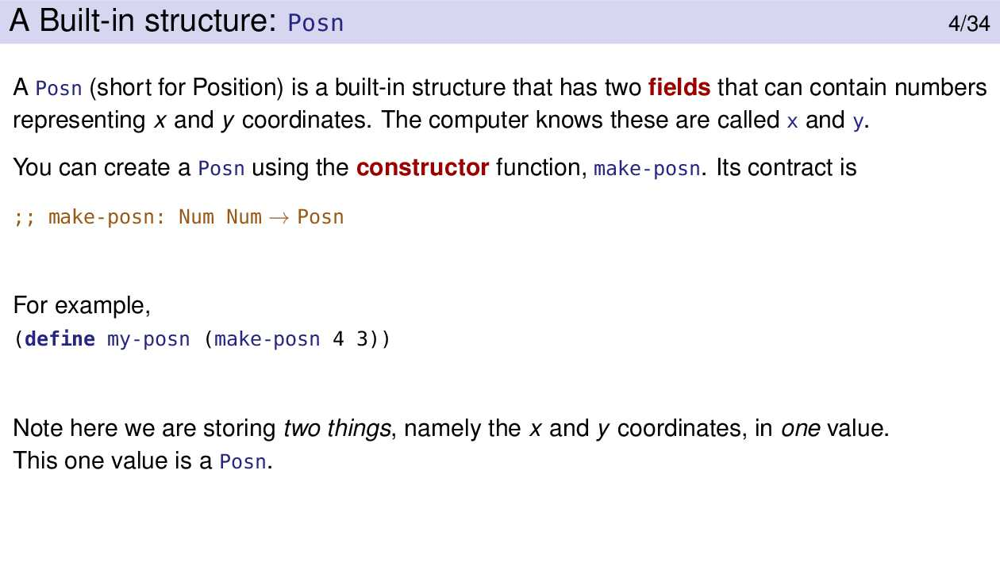 A Built-in structure: Posn
4/34
A Posn (short for Position) is a built-in structure that has two fields that can contain numbers
representing x and y coordinates. The computer knows these are called x and y.
You can create a Posn using the constructor function, make-posn. Its contract is
;; make-posn: Num Num → Posn
For example,
(define my-posn (make-posn 4 3))
Note here we are storing two things, namely the x and y coordinates, in one value.
This one value is a Posn.